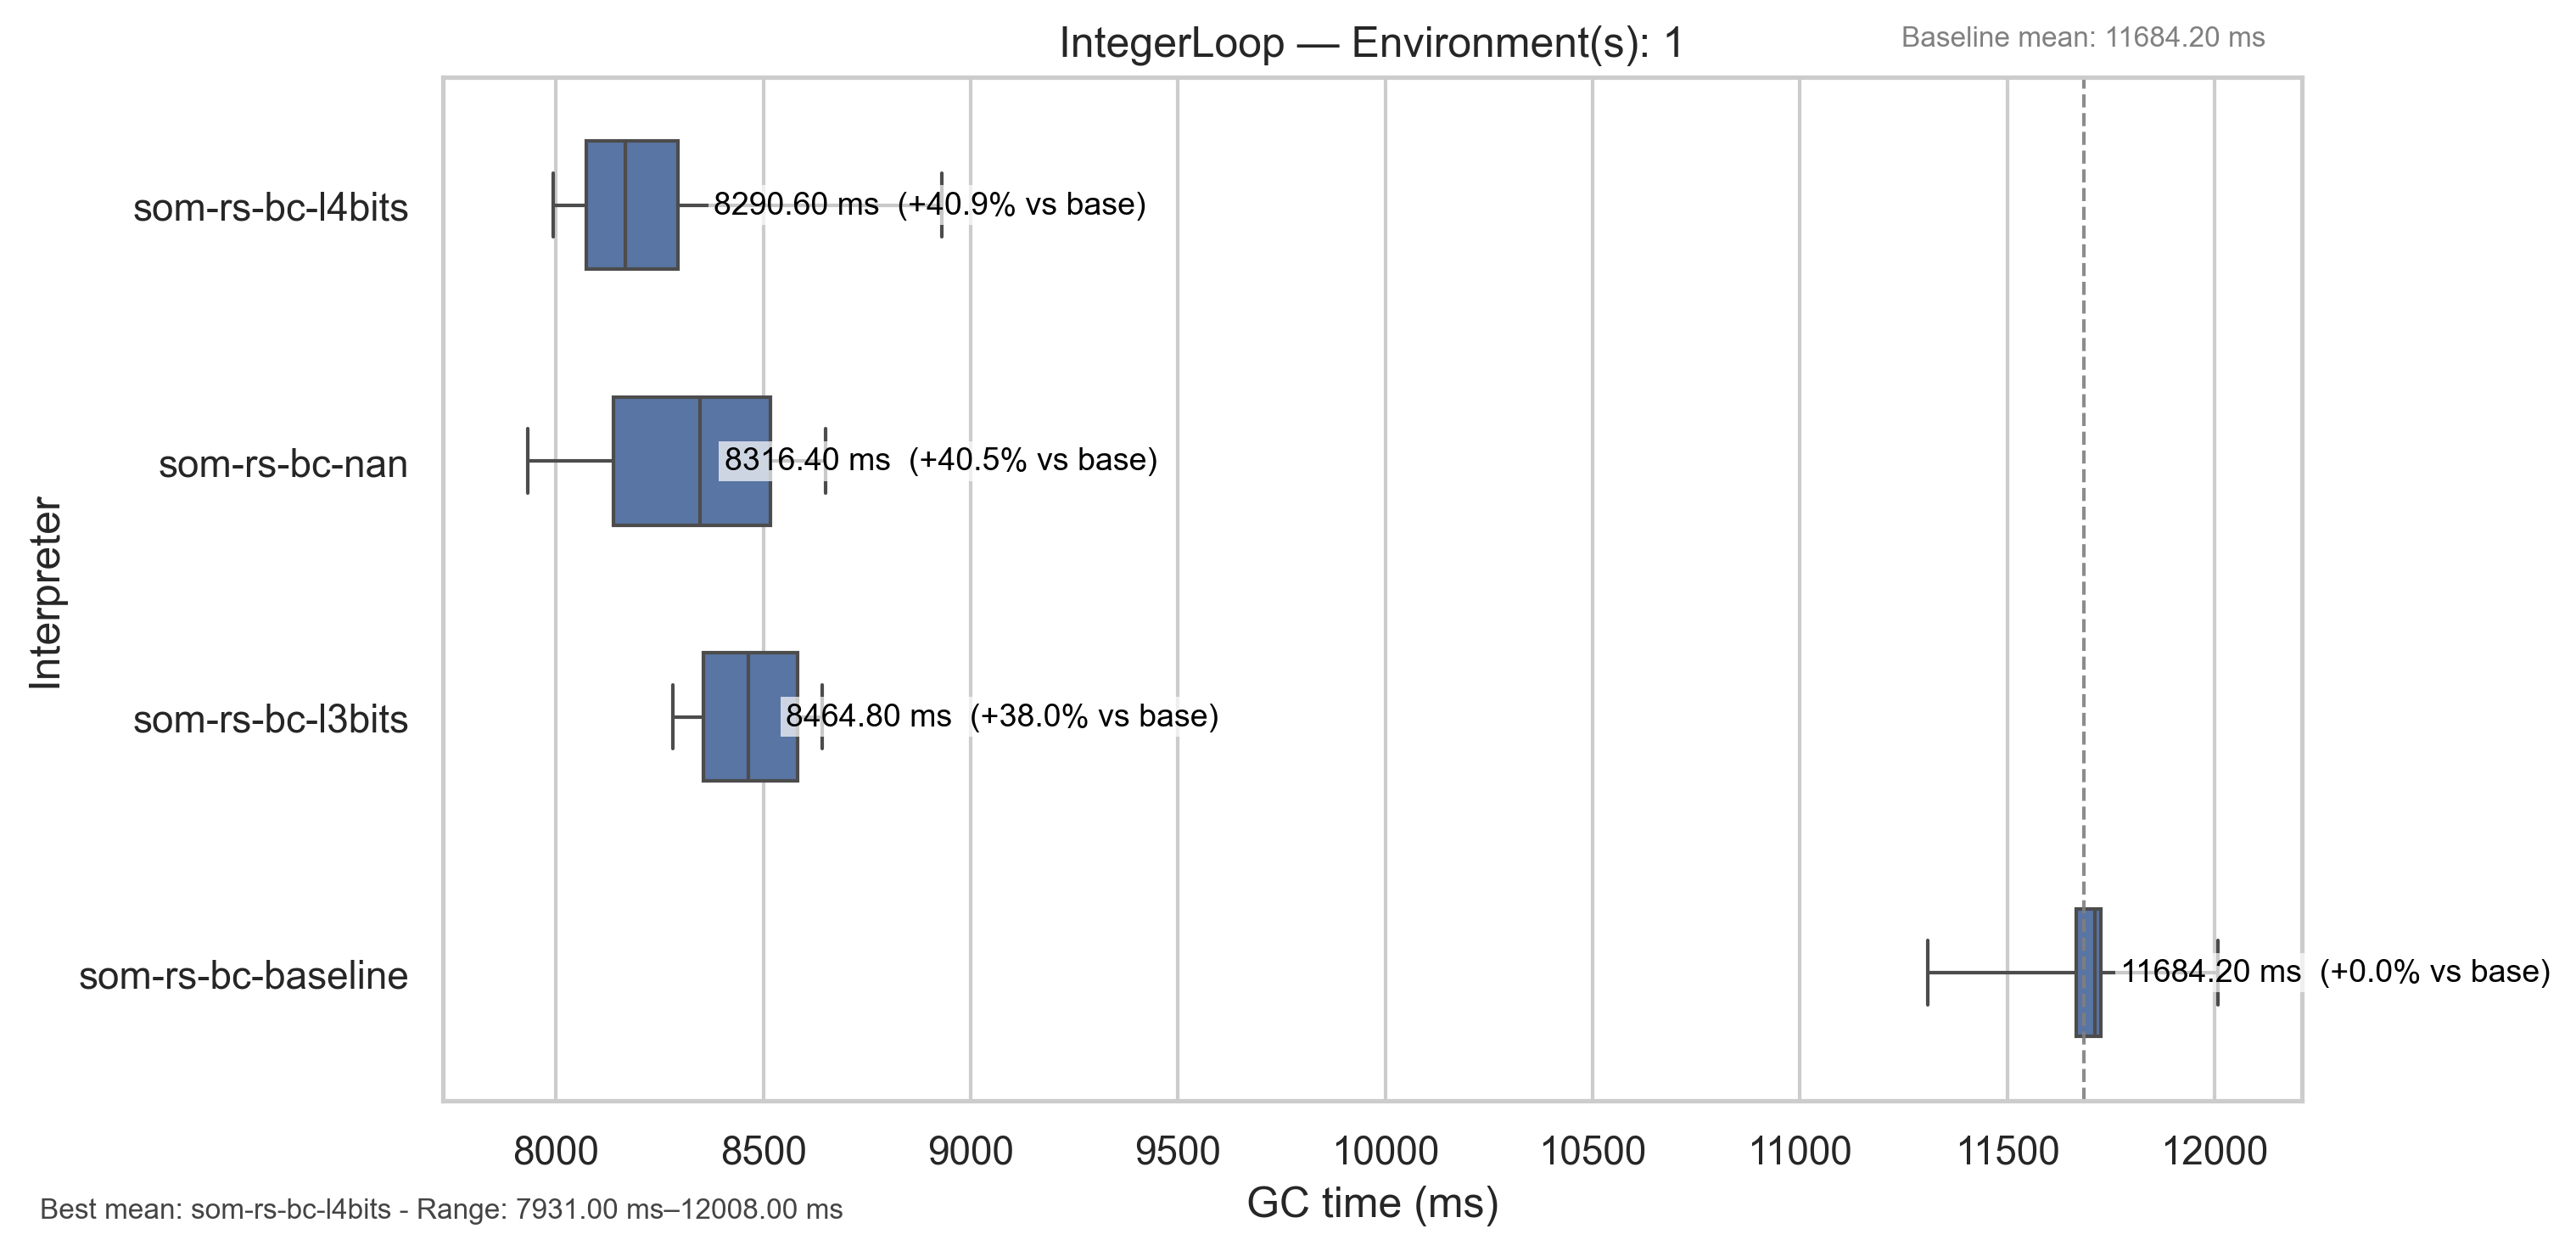 IntegerLoop — Environment(s): 1
Baseline mean: 11684.20 ms
Interpreter
som-rs-bc-l4bits
8290.60 ms (+40.9% vs base)
som-rs-bc-nan
8316.40 ms (+40.5% vs base)
som-rs-bc-l3bits
8464.80 ms (+38.0% vs base)
som-rs-bc-baseline
11684.20 ms (+0.0% vs base)
8000 8500 9000 9500 10000 10500 11000 11500 12000
GC time (ms)
Best mean: som-rs-bc-l4bits - Range: 7931.00 ms–12008.00 ms